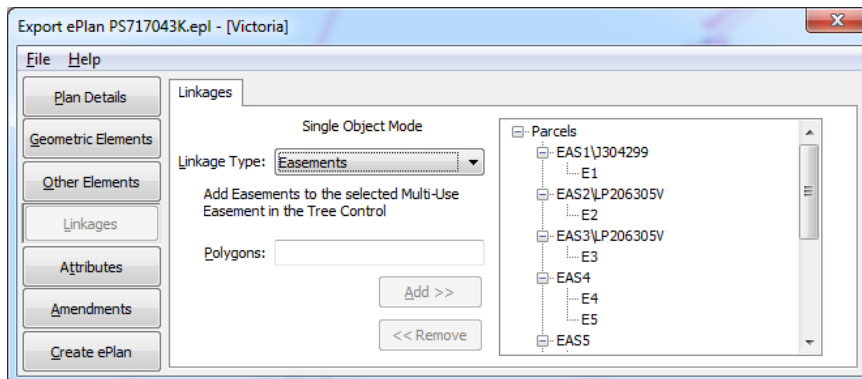 Export ePlan PS717043K.epl - [Victoria]
File Help
Plan Details
Geometric Elements
Other Elements
Linkages
Attributes
Amendments
Create ePlan
Linkages
Single Object Mode
Linkage Type: Easements
Add Easements to the selected Multi-Use
Easement in the Tree Control
Polygons:
Add >>
<< Remove
Parcels
EAS1\J304299
E1
EAS2\LP206305V
E2
EAS3\LP206305V
E3
EAS4
E4
E5
EAS5